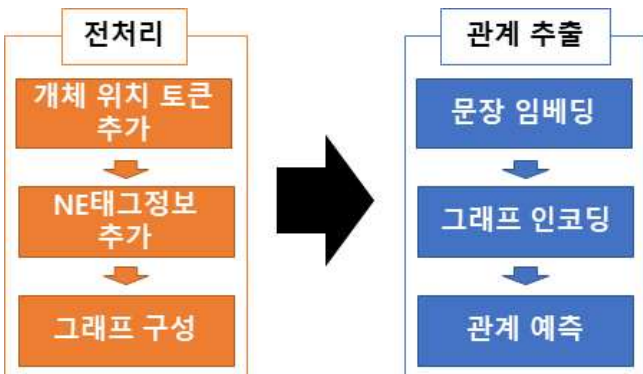 전처리
개체 위치 토큰
추가
NE태그정보
추가
그래프 구성
관계 추출
문장 임베딩
그래프 인코딩
관계 예측